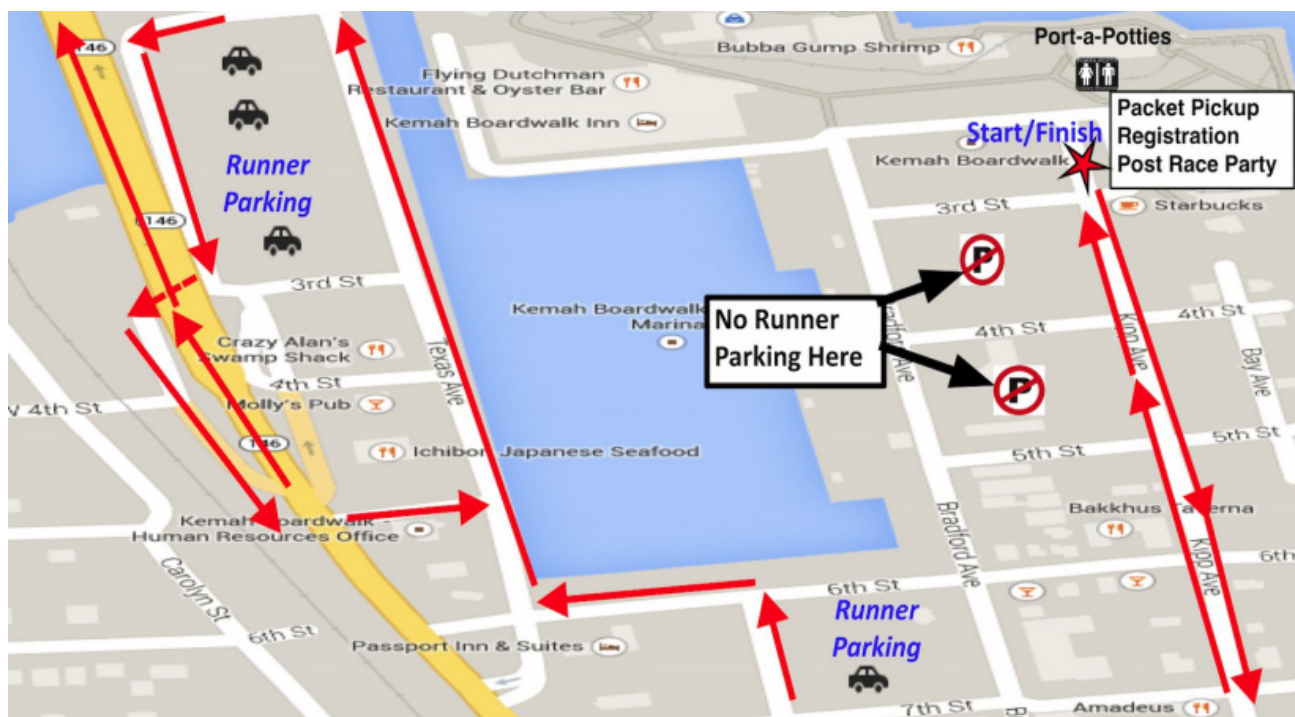 146
Bubba Gump Shrimp
Port-a-Potties
Flying Dutchman
Restaurant & Oyster Bar
Kemah Boardwalk Inn
Packet Pickup
Registration
Post Race Party
Start/Finish
Kemah Boardwalk
Runner
Parking
3rd St
Starbucks
146
P
3rd St
Kemah Boardwalk
Marina
No Runner
Parking Here
4th St
4th St
Kipp Ave
Bay Ave
Bradford Ave
Texas Ave
Crazy Alan's
Swamp Shack
4th St
W 4th St
Molly's Pub
P
146
Ichibon Japanese Seafood
5th St
5th St
Kemah Boardwalk -
Human Resources Office
Bakkhus Taverna
Bradford Ave
Kipp Ave
6th St
6th St
Carolyn St
6th St
Passport Inn & Suites
Runner
Parking
7th St
B
Amadeus